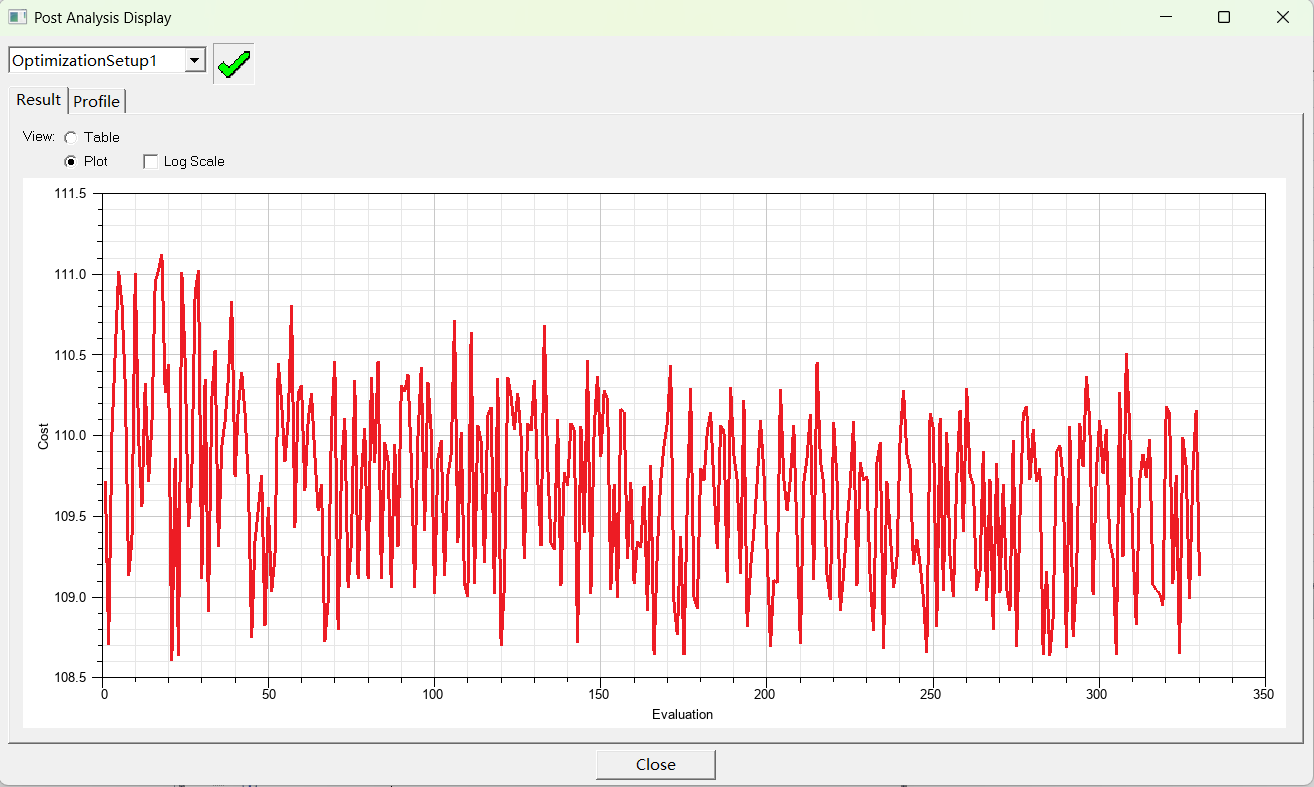 Post Analysis Display
OptimizationSetup1
Result Profile
View: Table
Plot Log Scale
111.5
111.0
110.5
110.0
109.5
109.0
108.5
Cost
0 50 100 150 200 250 300 350
Evaluation
Close